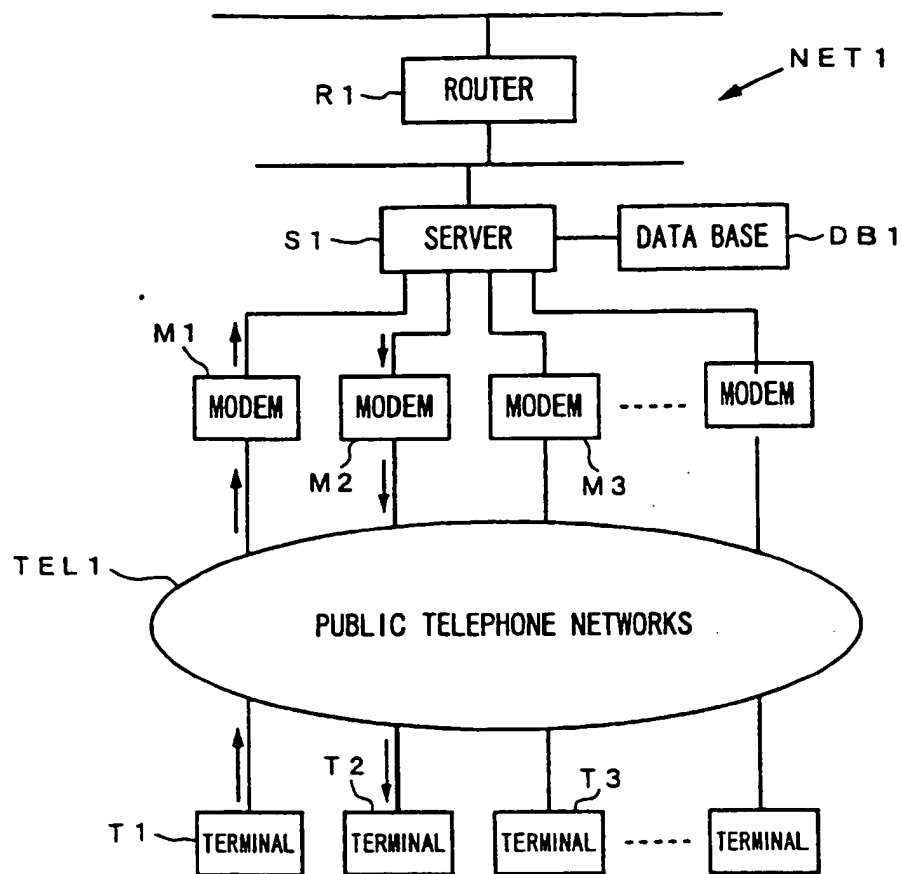 NET1
R1 ROUTER
S1 SERVER DATA BASE DB1
M1
MODEM MODEM MODEM ----- MODEM
M2 M3
TEL1
PUBLIC TELEPHONE NETWORKS
T2 T3
T1 TERMINAL TERMINAL TERMINAL ----- TERMINAL